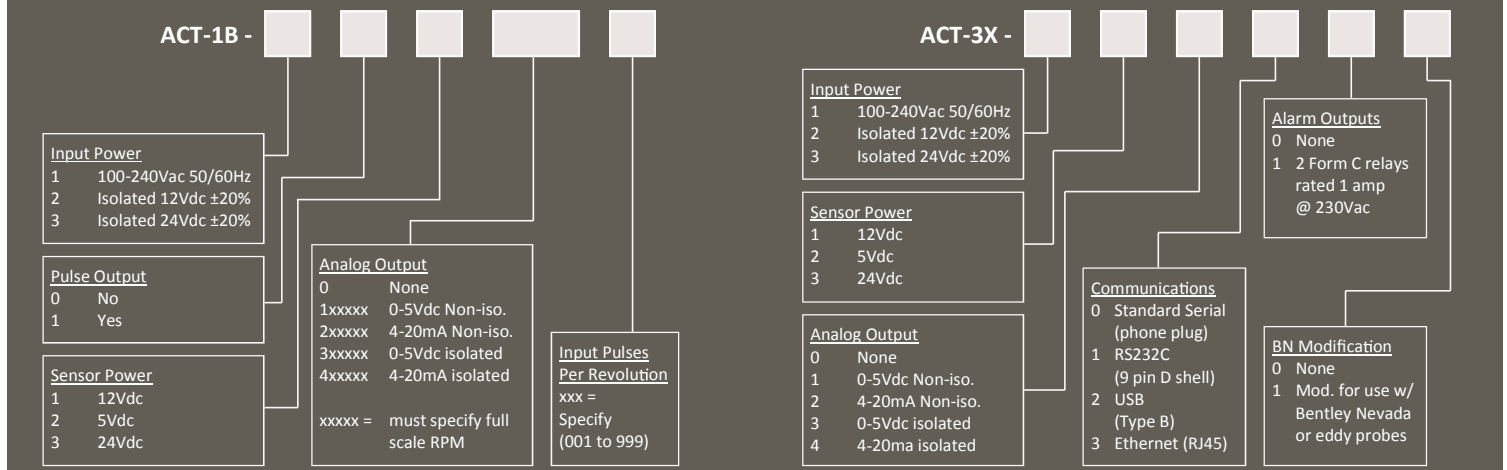 ACT-1B -
Input Power
1 100-240Vac 50/60Hz
2 Isolated 12Vdc ±20%
3 Isolated 24Vdc ±20%
Pulse Output
0 No
1 Yes
Sensor Power
1 12Vdc
2 5Vdc
3 24Vdc
Analog Output
0 None
1xxxxx 0-5Vdc Non-iso.
2xxxxx 4-20mA Non-iso.
3xxxxx 0-5Vdc isolated
4xxxxx 4-20mA isolated
xxxxx = must specify full
scale RPM
Input Pulses
Per Revolution
xxx =
Specify
(001 to 999)
ACT-3X -
Input Power
1 100-240Vac 50/60Hz
2 Isolated 12Vdc ±20%
3 Isolated 24Vdc ±20%
Sensor Power
1 12Vdc
2 5Vdc
3 24Vdc
Analog Output
0 None
1 0-5Vdc Non-iso.
2 4-20mA Non-iso.
3 0-5Vdc isolated
4 4-20ma isolated
Communications
0 Standard Serial
(phone plug)
1 RS232C
(9 pin D shell)
2 USB
(Type B)
3 Ethernet (RJ45)
Alarm Outputs
0 None
1 2 Form C relays
rated 1 amp
@ 230Vac
BN Modification
0 None
1 Mod. for use w/
Bentley Nevada
or eddy probes